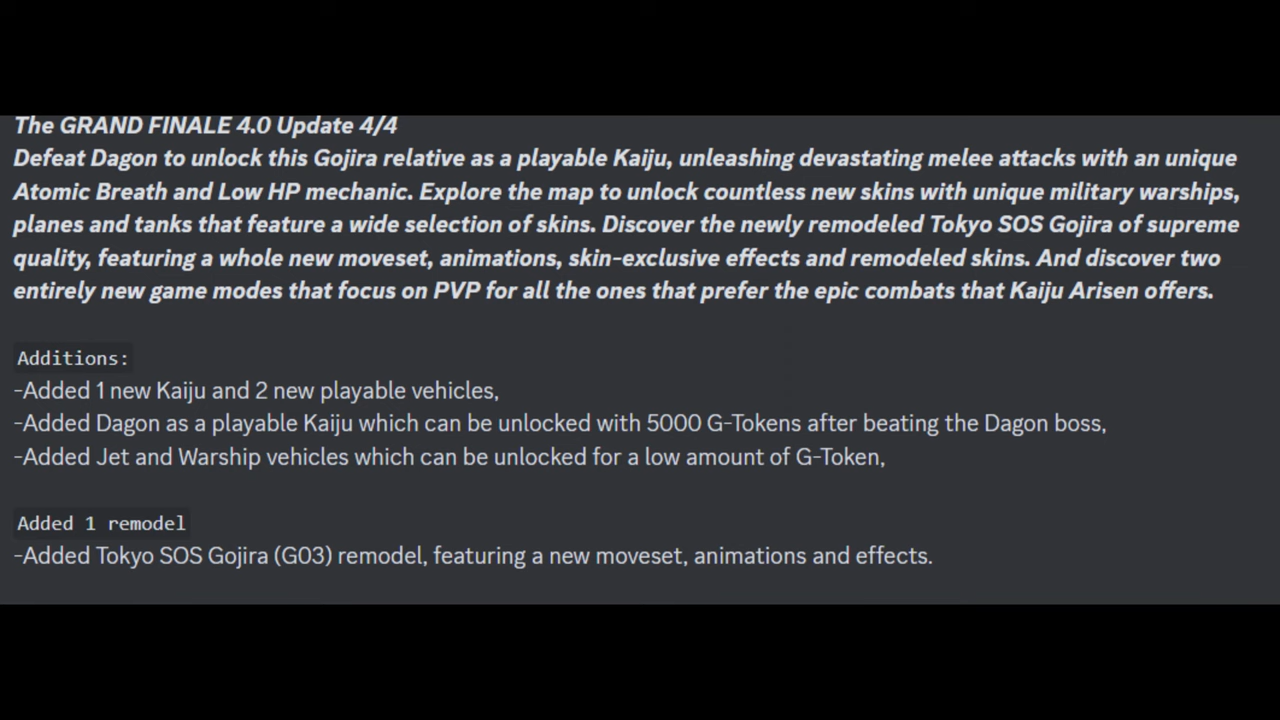 The GRAND FINALE 4.0 Update 4/4
Defeat Dagon to unlock this Gojira relative as a playable Kaiju, unleashing devastating melee attacks with an unique
Atomic Breath and Low HP mechanic. Explore the map to unlock countless new skins with unique military warships,
planes and tanks that feature a wide selection of skins. Discover the newly remodeled Tokyo SOS Gojira of supreme
quality, featuring a whole new moveset, animations, skin-exclusive effects and remodeled skins. And discover two
entirely new game modes that focus on PVP for all the ones that prefer the epic combats that Kaiju Arisen offers.
Additions:
-Added 1 new Kaiju and 2 new playable vehicles,
-Added Dagon as a playable Kaiju which can be unlocked with 5000 G-Tokens after beating the Dagon boss,
-Added Jet and Warship vehicles which can be unlocked for a low amount of G-Token,
Added 1 remodel
-Added Tokyo SOS Gojira (G03) remodel, featuring a new moveset, animations and effects.